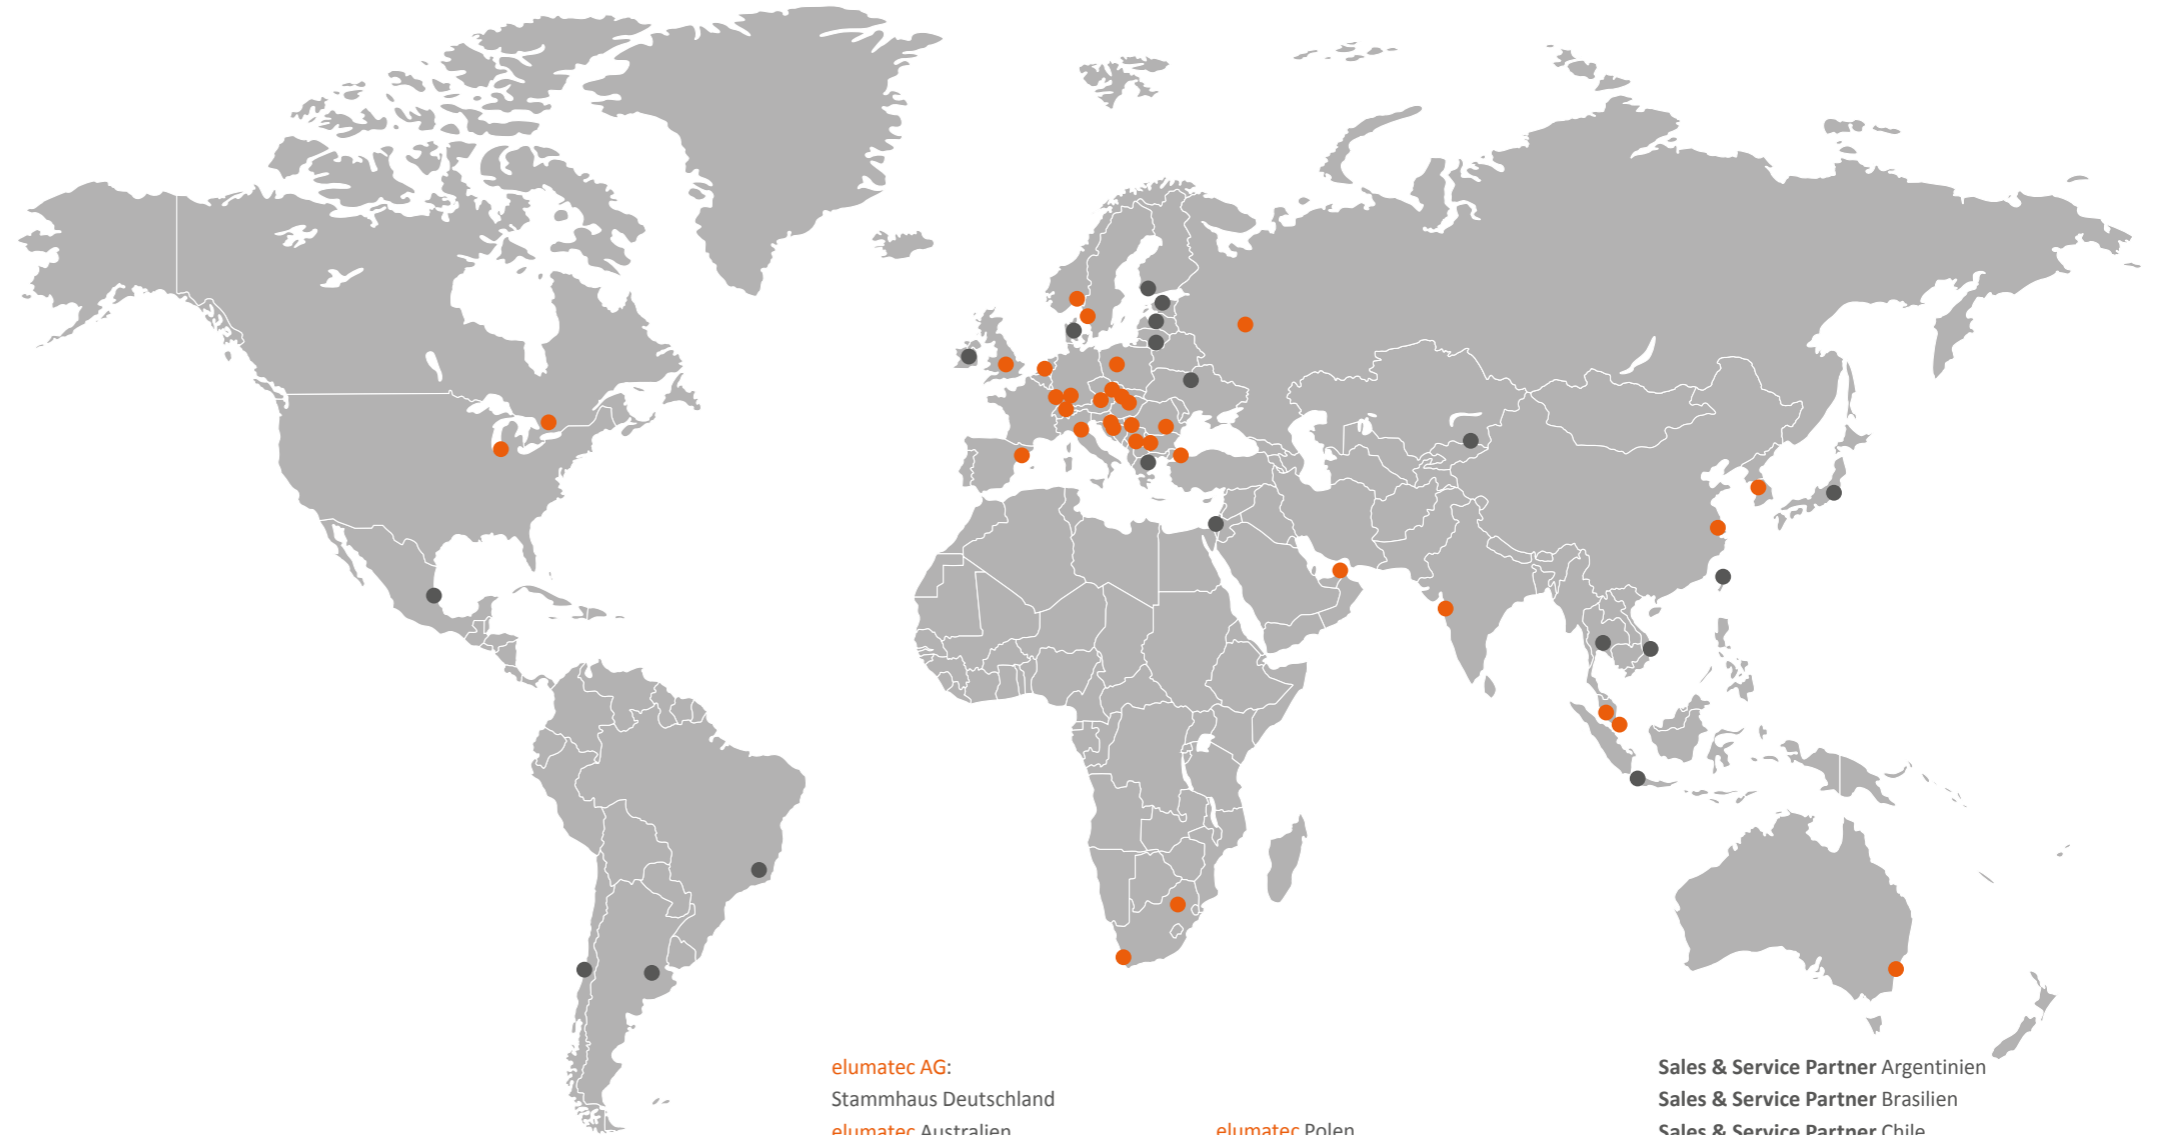 elumatec AG:
Stammhaus Deutschland
elumatec Australien
elumatec Polen
Sales & Service Partner Argentinien
Sales & Service Partner Brasilien
Sales & Service Partner Chile